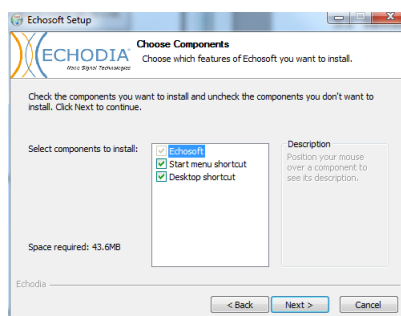 Echosoft Setup
ECHODIA
Choose Components
Choose which features of Echosoft you want to install.
Check the components you want to install and uncheck the components you don't want to
install. Click Next to continue.
Select components to install:
Echosoft
Start menu shortcut
Desktop shortcut
Description
Position your mouse
over a component to
see its description.
Space required: 43.6MB
Echodia
< Back
Next >
Cancel